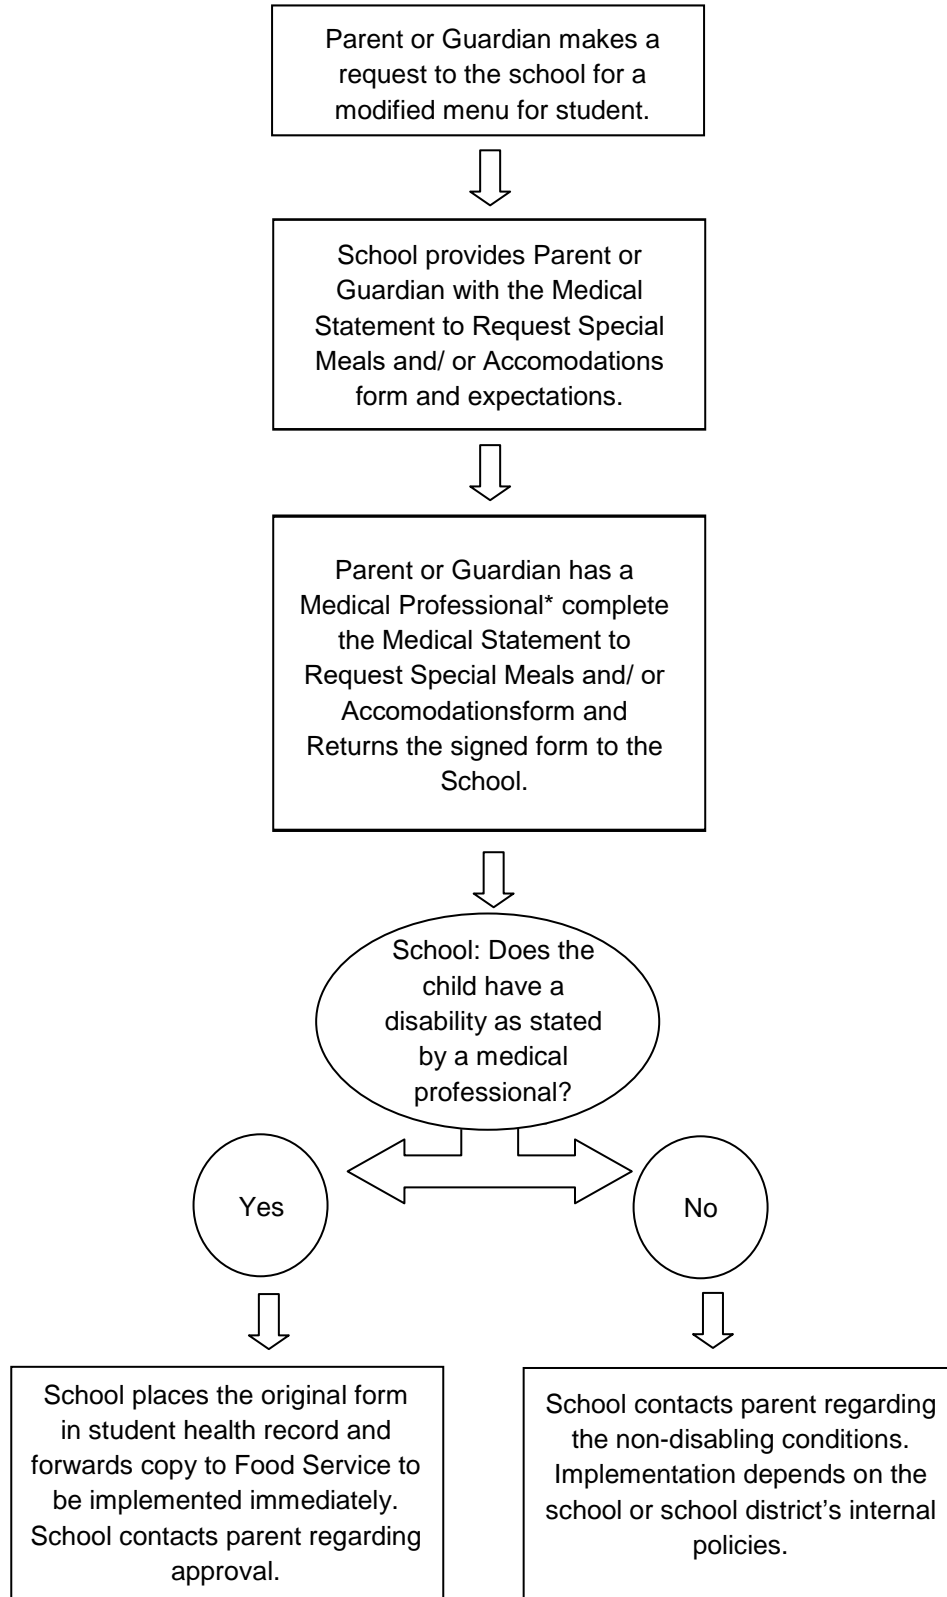 Parent or Guardian makes a
request to the school for a
modified menu for student.
School provides Parent or
Guardian with the Medical
Statement to Request Special
Meals and/ or Accomodations
form and expectations.
Parent or Guardian has a
Medical Professional* complete
the Medical Statement to
Request Special Meals and/ or
Accomodationsform and
Returns the signed form to the
School.
School: Does the
child have a
disability as stated
by a medical
professional?
Yes
No
School places the original form
in student health record and
forwards copy to Food Service to
be implemented immediately.
School contacts parent regarding
approval.
School contacts parent regarding
the non-disabling conditions.
Implementation depends on the
school or school district’s internal
policies.